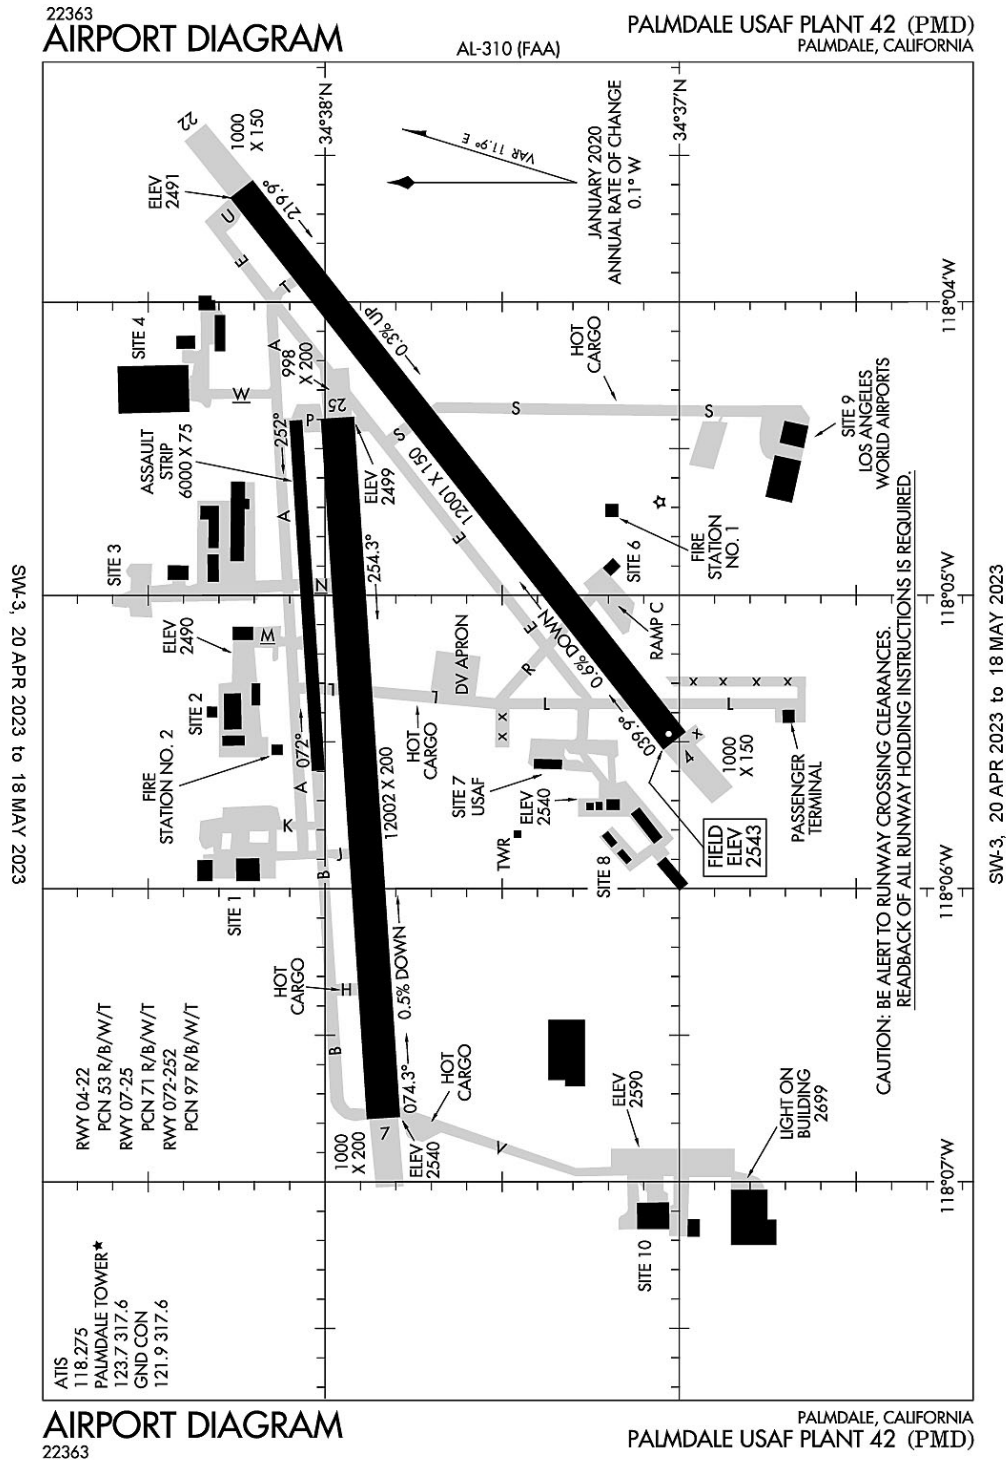 22363
AIRPORT DIAGRAM
AL-310 (FAA)
PALMDALE USAF PLANT 42 (PMD)
PALMDALE, CALIFORNIA
ATIS
118.275
PALMDALE TOWER★
123.7 317.6
GND CON
121.9 317.6
RWY 04-22
PCN 53 R/B/W/T
RWY 07-25
PCN 71 R/B/W/T
RWY 072-252
PCN 97 R/B/W/T
34°38'N
34°37'N
118°04'W
118°05'W
118°06'W
118°07'W
JANUARY 2020
ANNUAL RATE OF CHANGE
0.1° W
VAR 11.9° E
22
1000
X 150
ELEV
2491
219.9°
0.3% UP
U
E
T
A
SITE 4
W
998
X 200
25
P
ASSAULT
STRIP
6000 X 75
252°
ELEV
2499
S
12001 X 150
E
HOT
CARGO
S
S
SITE 9
LOS ANGELES
WORLD AIRPORTS
FIRE
STATION
NO. 1
SITE 6
RAMP C
SITE 3
A
N
254.3°
ELEV
2490
M
SITE 2
FIRE
STATION NO. 2
072°
A
L
L
HOT
CARGO
DV APRON
R
E
0.6% DOWN
039.9°
X
X
L
X
X
X
X
L
X
4
1000
X 150
PASSENGER
TERMINAL
FIELD
ELEV
2543
SITE 7
USAF
ELEV
2540
TWR
SITE 8
12002 X 200
K
J
B
SITE 1
HOT
CARGO
H
0.5% DOWN
B
074.3°
7
1000
X 200
ELEV
2540
HOT
CARGO
V
ELEV
2590
SITE 10
LIGHT ON
BUILDING
2699
CAUTION: BE ALERT TO RUNWAY CROSSING CLEARANCES.
READBACK OF ALL RUNWAY HOLDING INSTRUCTIONS IS REQUIRED.
SW-3, 20 APR 2023 to 18 MAY 2023
SW-3, 20 APR 2023 to 18 MAY 2023
AIRPORT DIAGRAM
22363
PALMDALE, CALIFORNIA
PALMDALE USAF PLANT 42 (PMD)